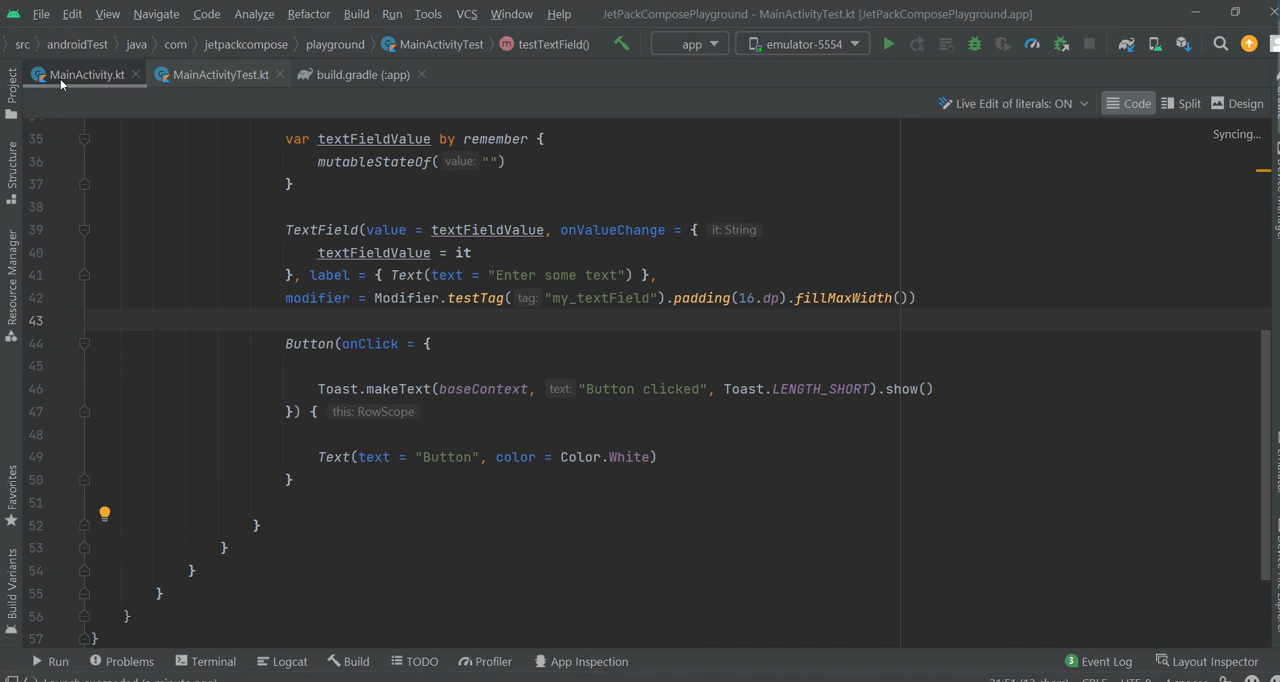 File Edit View Navigate Code Analyze Refactor Build Run Tools VCS Window Help JetPackComposePlayground - MainActivityTest.kt [JetPackComposePlayground.app]
src androidTest java com jetpackcompose playground MainActivityTest testTextField() app emulator-5554
MainActivity.kt MainActivityTest.kt build.gradle (:app)
Live Edit of literals: ON Code Split Design
Syncing...
35 var textFieldValue by remember {
36 mutableStateOf( value: "")
37 }
38
39 TextField(value = textFieldValue, onValueChange = { it: String
40 textFieldValue = it
41 }, label = { Text(text = "Enter some text") },
42 modifier = Modifier.testTag( tag: "my_textField").padding(16.dp).fillMaxWidth())
43
44 Button(onClick = {
45
46 Toast.makeText(baseContext, text: "Button clicked", Toast.LENGTH_SHORT).show()
47 }) { this: RowScope
48
49 Text(text = "Button", color = Color.White)
50 }
51
52 }
53 }
54 }
55 }
56 }
57 }
Project
Structure
Resource Manager
Favorites
Build Variants
Run Problems Terminal Logcat Build TODO Profiler App Inspection 3 Event Log Layout Inspector